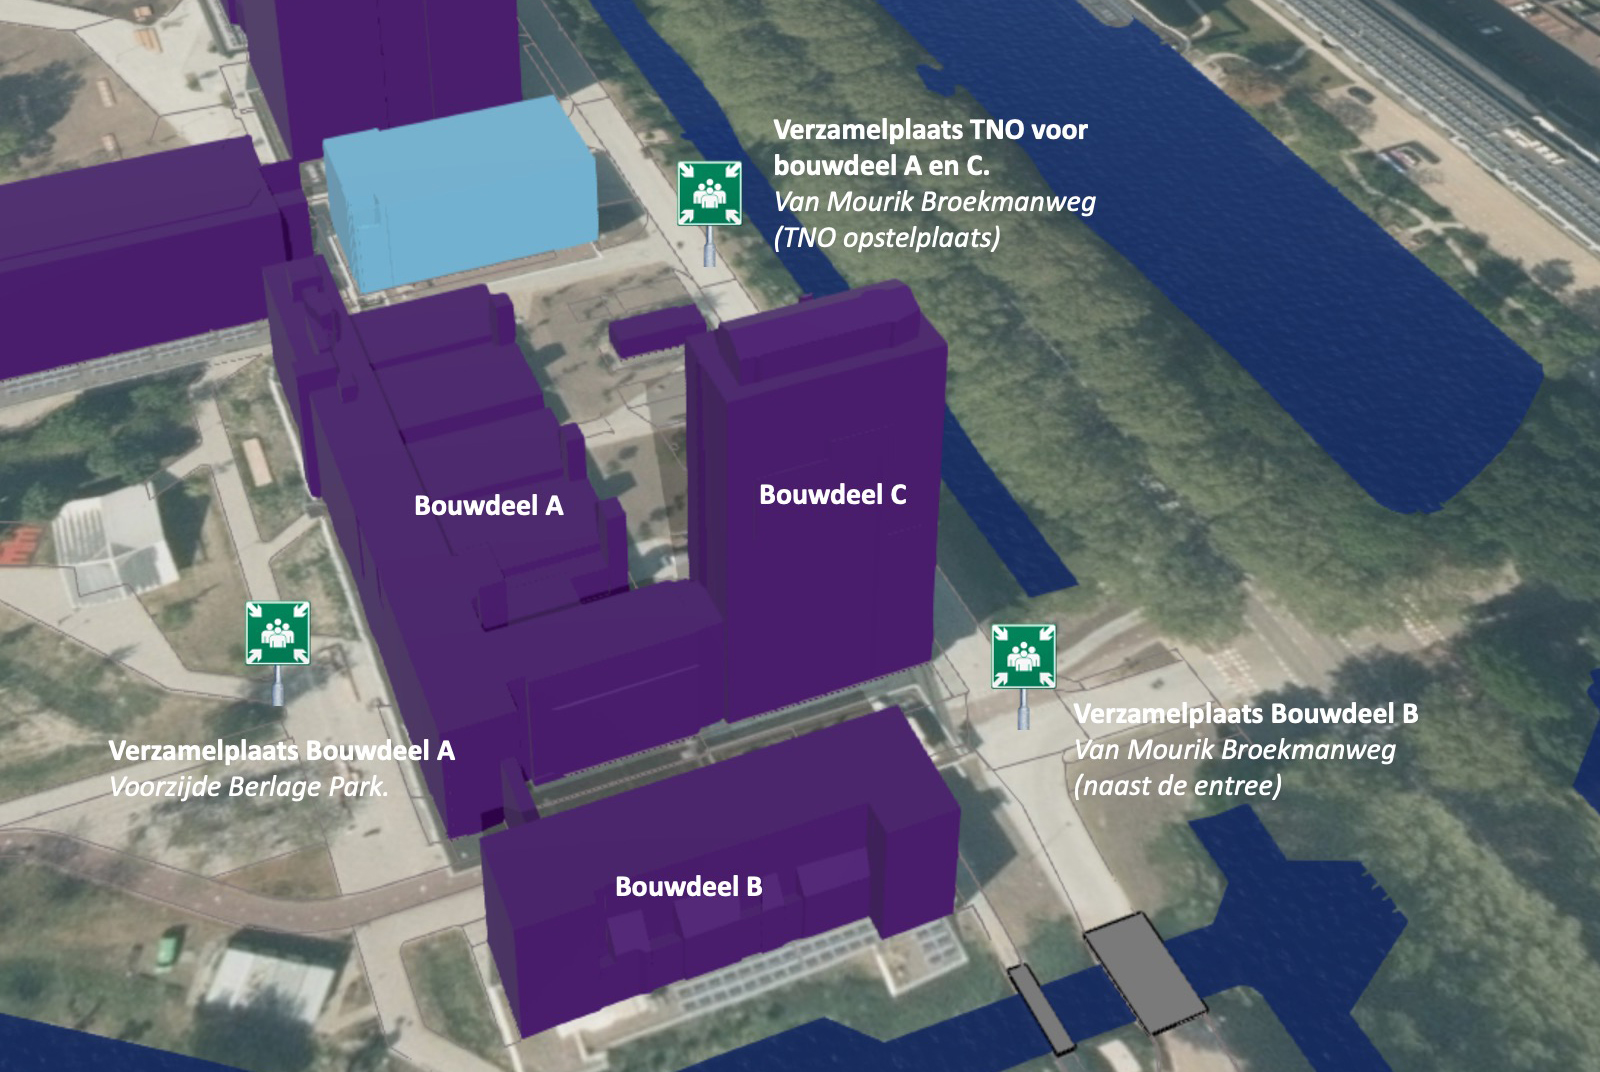 Verzamelplaats TNO voor
bouwdeel A en C.
Van Mourik Broekmanweg
(TNO opstelplaats)
Bouwdeel A
Bouwdeel C
Verzamelplaats Bouwdeel B
Van Mourik Broekmanweg
(naast de entree)
Verzamelplaats Bouwdeel A
Voorzijde Berlage Park.
Bouwdeel B